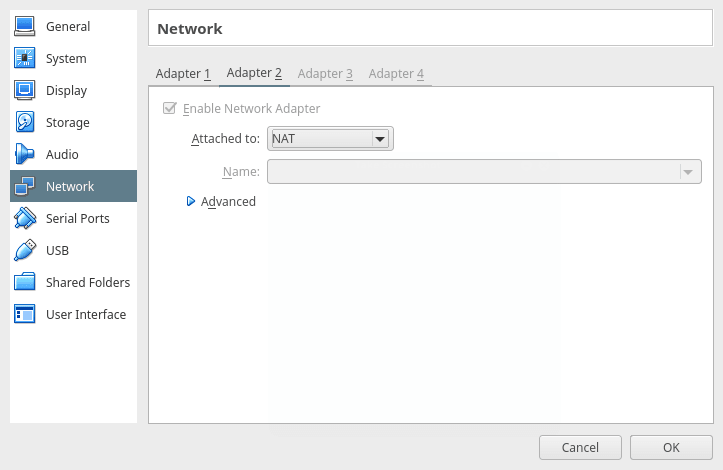 General
System
Display
Storage
Audio
Network
Serial Ports
USB
Shared Folders
User Interface
Network
Adapter 1 Adapter 2 Adapter 3 Adapter 4
Enable Network Adapter
Attached to: NAT
Name:
Advanced
Cancel OK